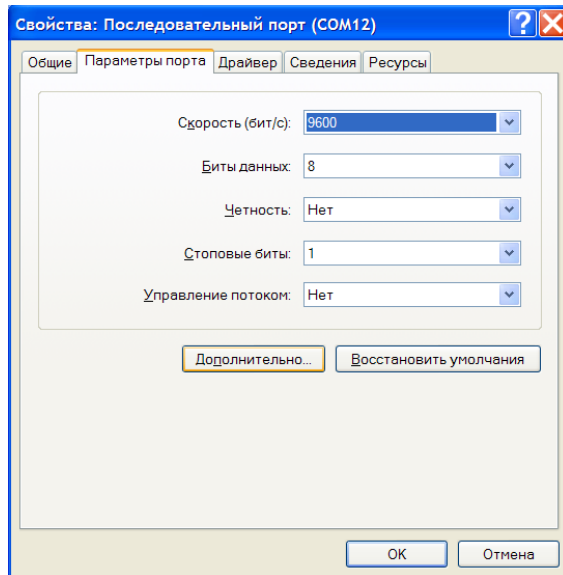 Свойства: Последовательный порт (COM12)
Общие Параметры порта Драйвер Сведения Ресурсы
Скорость (бит/с): 9600
Биты данных: 8
Четность: Нет
Стоповые биты: 1
Управление потоком: Нет
Дополнительно... Восстановить умолчания
OK Отмена